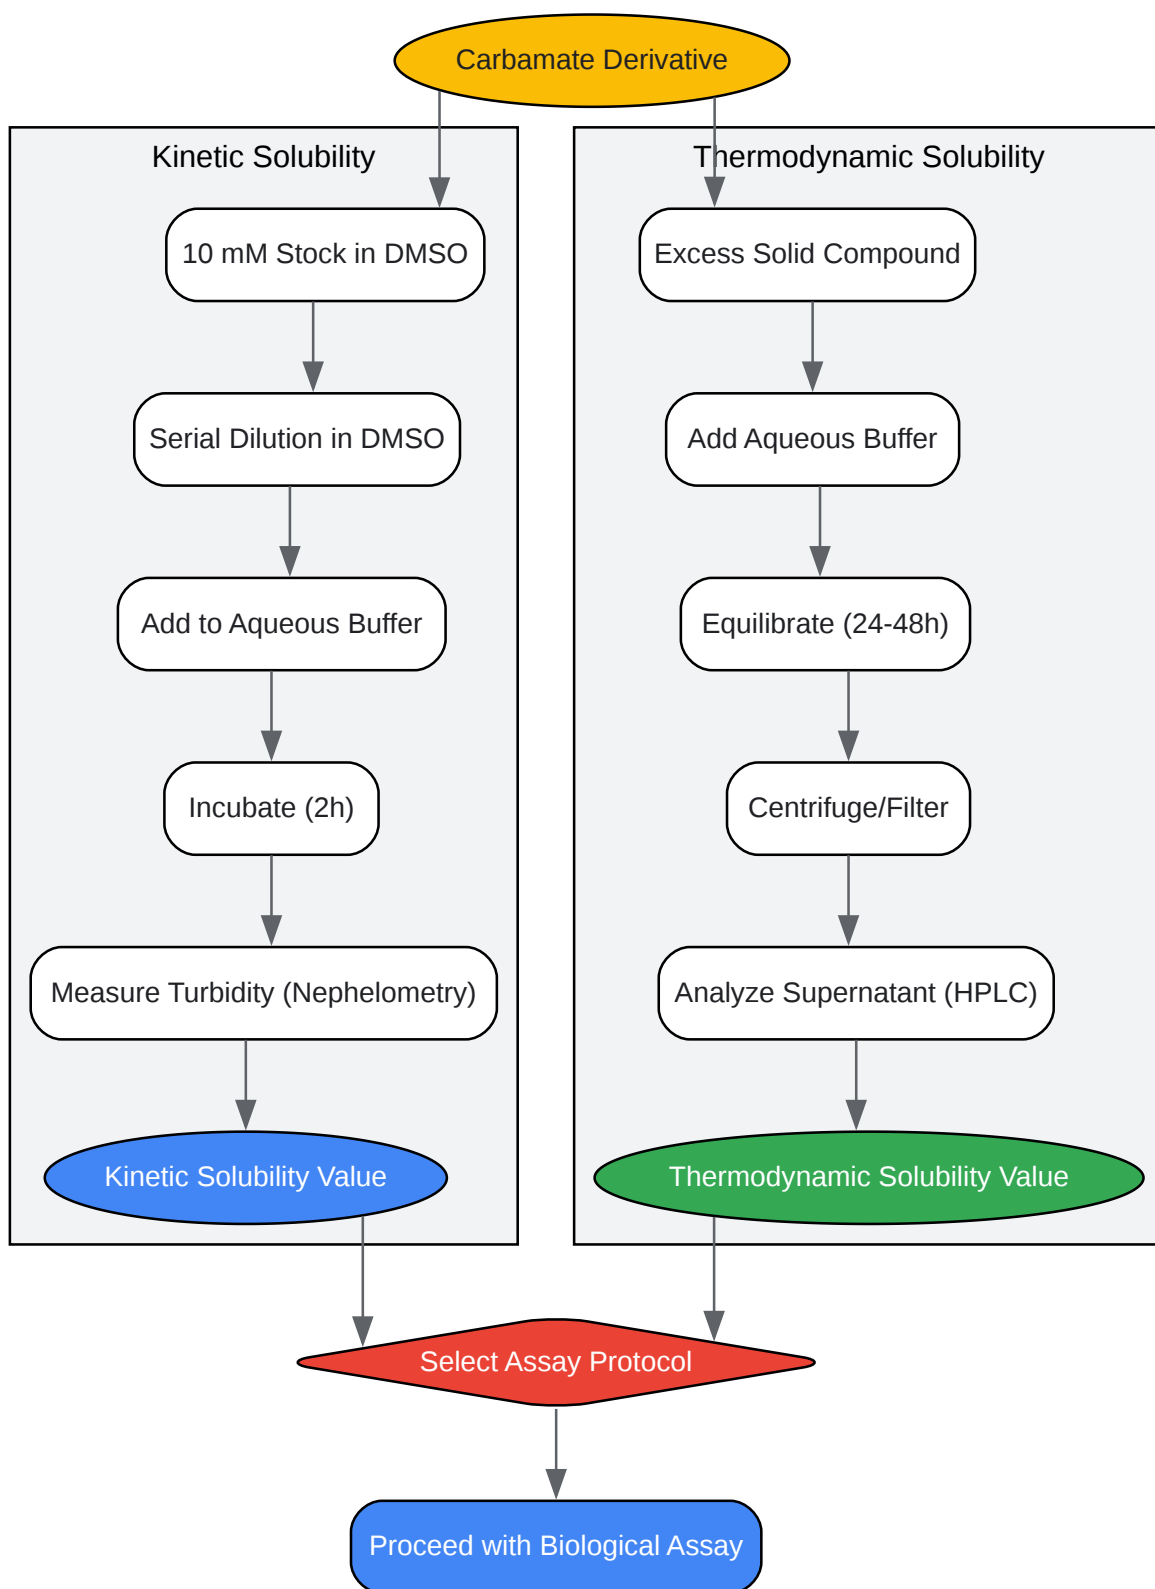 Carbamate Derivative
Kinetic Solubility
10 mM Stock in DMSO
Serial Dilution in DMSO
Add to Aqueous Buffer
Incubate (2h)
Measure Turbidity (Nephelometry)
Kinetic Solubility Value
Thermodynamic Solubility
Excess Solid Compound
Add Aqueous Buffer
Equilibrate (24-48h)
Centrifuge/Filter
Analyze Supernatant (HPLC)
Thermodynamic Solubility Value
Select Assay Protocol
Proceed with Biological Assay